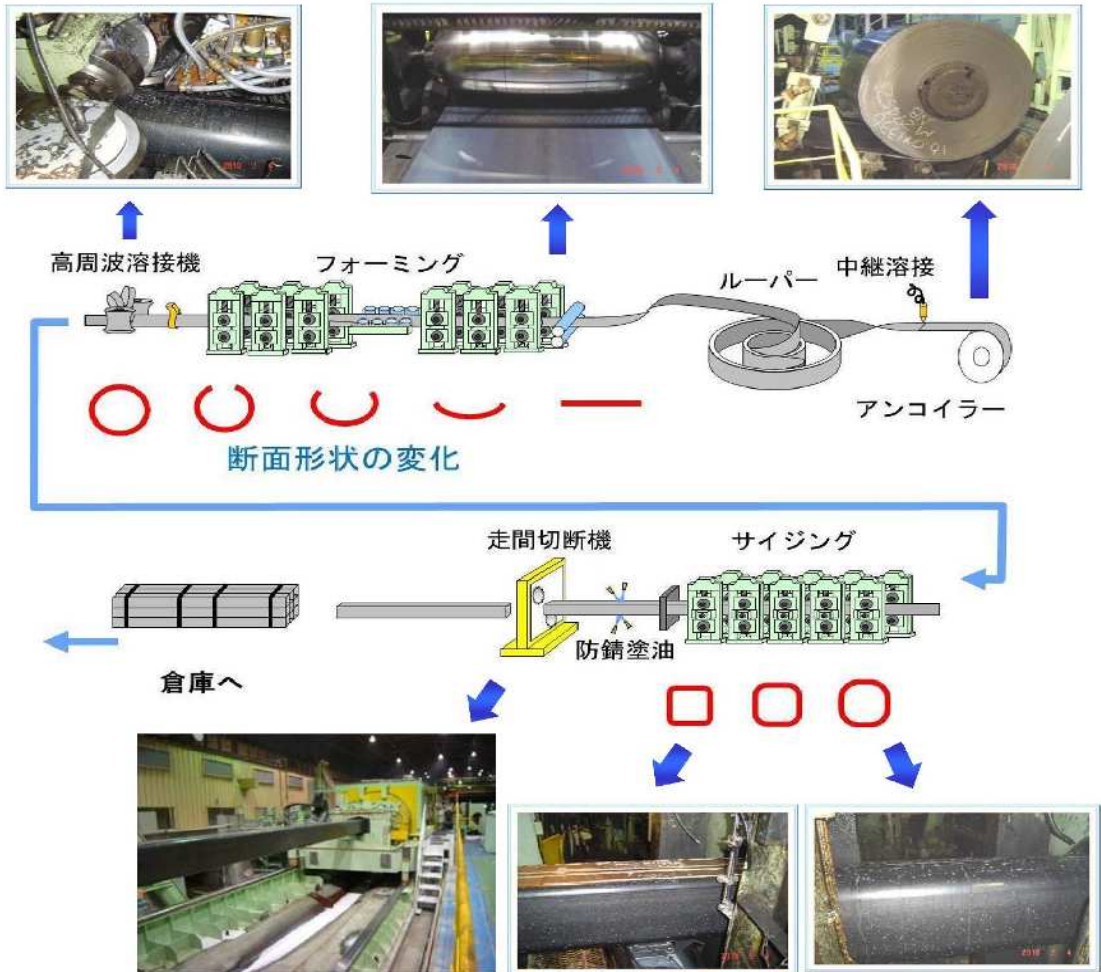 高周波溶接機
フォーミング
ルーパー
中継溶接
アンコイラー
断面形状の変化
走間切断機
サイジング
防錆塗油
倉庫へ